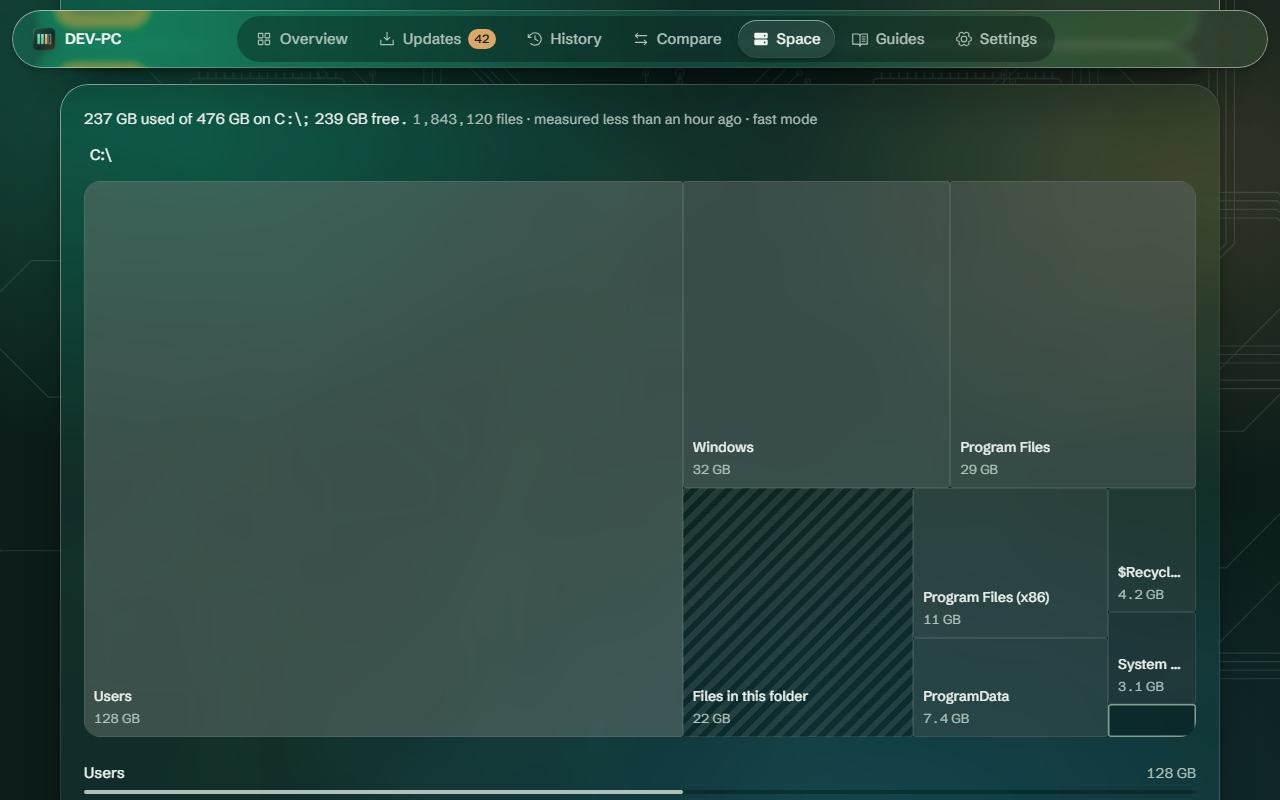 DEV-PC
Overview
Updates 42
History
Compare
Space
Guides
Settings
237 GB used of 476 GB on C:\; 239 GB free. 1,843,120 files · measured less than an hour ago · fast mode
C:\
Windows
32 GB
Program Files
29 GB
$Recycl...
4.2 GB
Program Files (x86)
11 GB
System ...
3.1 GB
Users
128 GB
Files in this folder
22 GB
ProgramData
7.4 GB
Users
128 GB